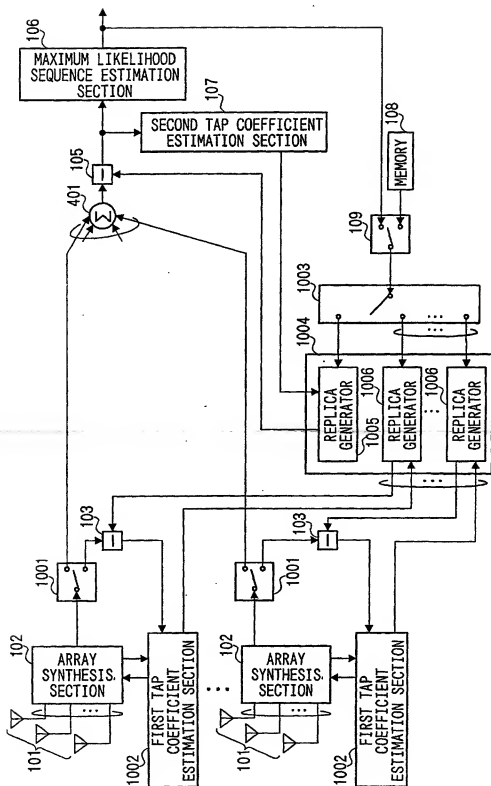 106
MAXIMUM LIKELIHOOD
SEQUENCE ESTIMATION
SECTION
107
SECOND TAP COEFFICIENT
ESTIMATION SECTION
105
−
401
Σ
108
MEMORY
109
1003
...
...
1004
REPLICA
GENERATOR
1005
1006
REPLICA
GENERATOR
...
1006
REPLICA
GENERATOR
...
103
−
1001
102
ARRAY
SYNTHESIS
SECTION
101
...
FIRST TAP
COEFFICIENT
ESTIMATION SECTION
1002
...
103
−
1001
102
ARRAY
SYNTHESIS
SECTION
101
...
FIRST TAP
COEFFICIENT
ESTIMATION SECTION
1002